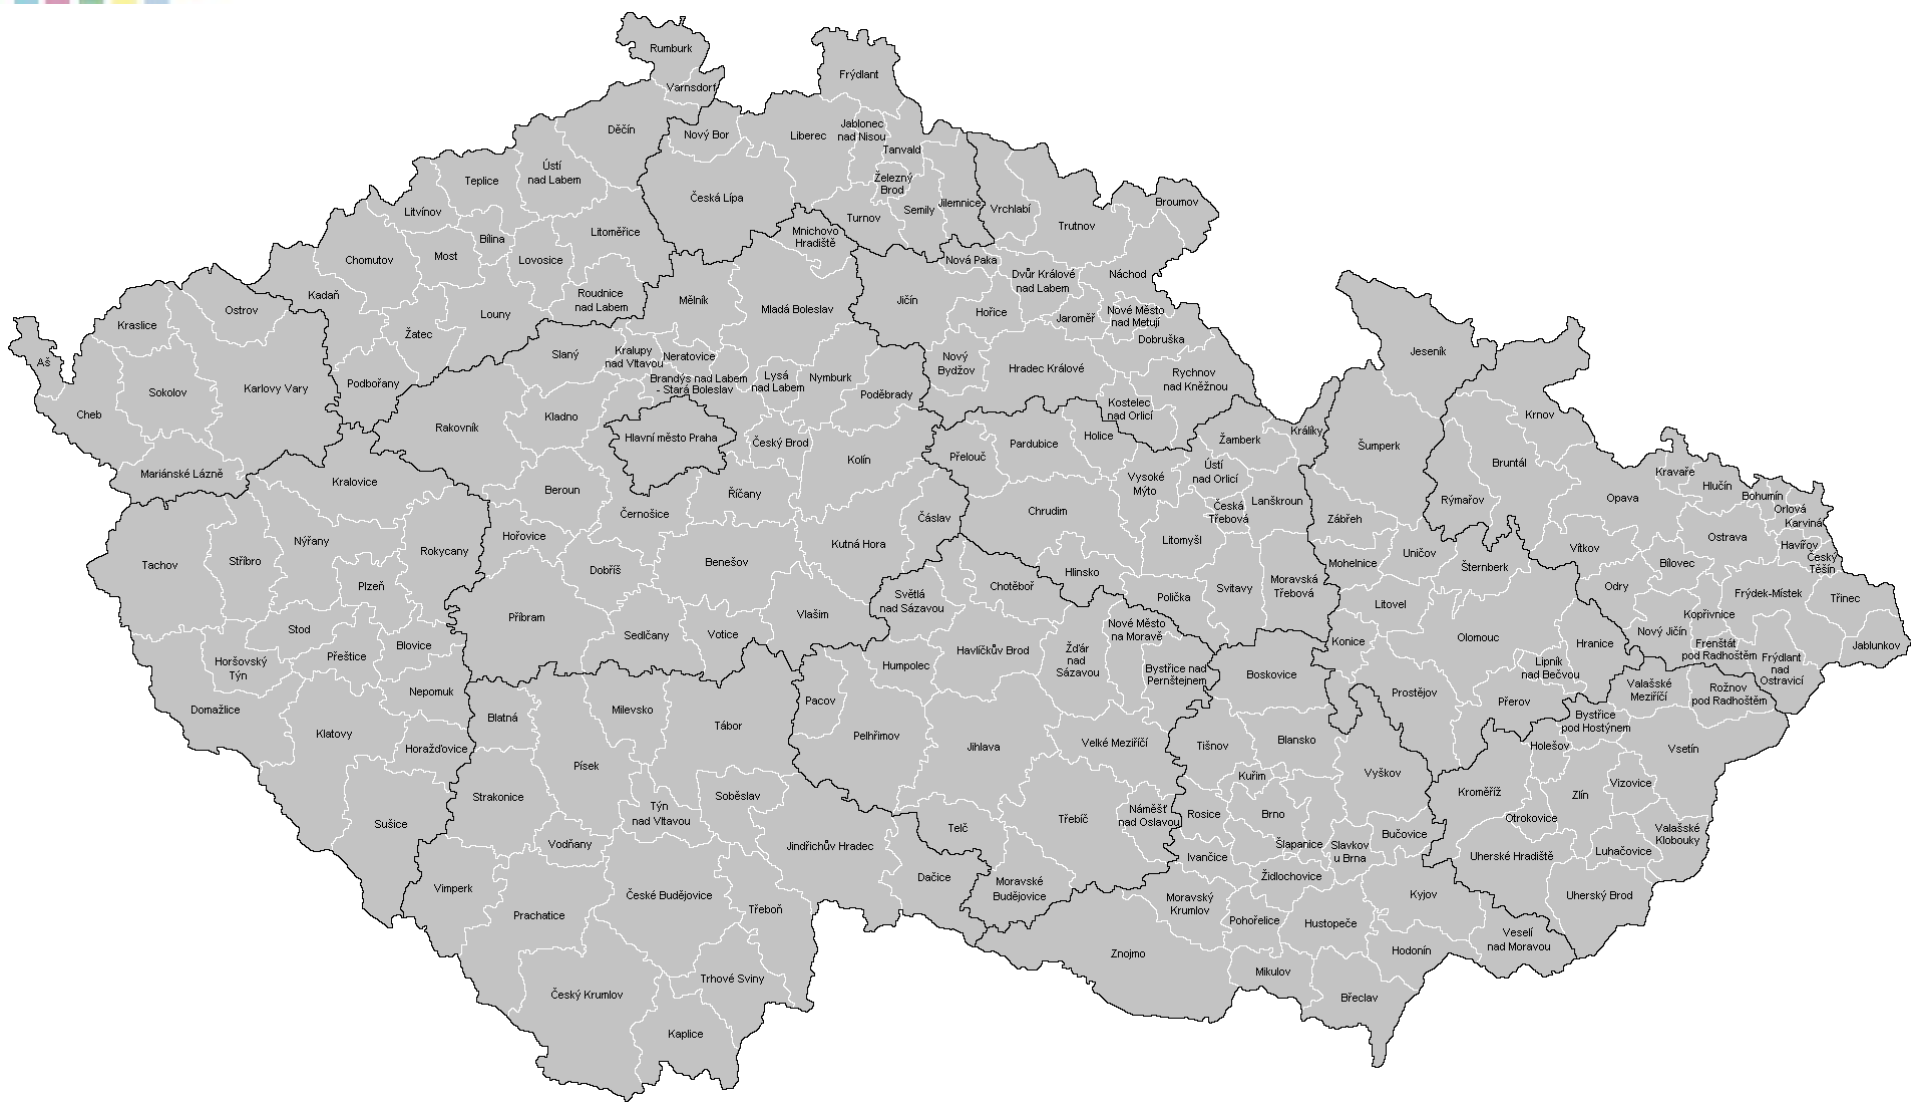 Rumburk
Varnsdorf
Frýdlant
Děčín
Nový Bor
Liberec
Jablonec
nad Nisou
Tanvald
Ústí
nad Labem
Teplice
Železný
Brod
Česká Lípa
Litvínov
Turnov
Semily
Jilemnice
Vrchlabí
Trutnov
Broumov
Litoměřice
Bílina
Most
Lovosice
Chomutov
Mnichovo
Hradiště
Nová Paka
Dvůr Králové
nad Labem
Náchod
Kadaň
Roudnice
nad Labem
Mělník
Mladá Boleslav
Jičín
Hořice
Jaroměř
Nové Město
nad Metují
Dobruška
Ostrov
Kraslice
Louny
Žatec
Aš
Sokolov
Karlovy Vary
Podbořany
Cheb
Mariánské Lázně
Slaný
Kralupy
nad Vltavou
Neratovice
Brandýs nad Labem
- Stará Boleslav
Lysá
nad Labem
Nymburk
Poděbrady
Nový
Bydžov
Hradec Králové
Rychnov
nad Kněžnou
Kostelec
nad Orlicí
Jeseník
Rakovník
Kladno
Hlavní město Praha
Český Brod
Kolín
Přelouč
Pardubice
Holice
Žamberk
Králíky
Šumperk
Krnov
Bruntál
Rýmařov
Kralovice
Beroun
Říčany
Černošice
Čáslav
Kutná Hora
Chrudim
Vysoké
Mýto
Ústí
nad Orlicí
Česká
Třebová
Lanškroun
Zábřeh
Opava
Kravaře
Hlučín
Bohumín
Orlová
Karviná
Havířov
Český
Těšín
Ostrava
Tachov
Stříbro
Nýřany
Rokycany
Plzeň
Hořovice
Dobříš
Benešov
Vlašim
Světlá
nad Sázavou
Chotěboř
Hlinsko
Litomyšl
Polička
Svitavy
Moravská
Třebová
Mohelnice
Uničov
Šternberk
Litovel
Vítkov
Bílovec
Odry
Kopřivnice
Frýdek-Místek
Třinec
Jablunkov
Nový Jičín
Frenštát
pod Radhoštěm
Frýdlant
nad
Ostravicí
Stod
Přeštice
Blovice
Horšovský
Týn
Příbram
Sedlčany
Votice
Humpolec
Havlíčkův Brod
Žďár
nad
Sázavou
Nové Město
na Moravě
Bystřice nad
Pernštejnem
Boskovice
Konice
Olomouc
Hranice
Lipník
nad Bečvou
Prostějov
Přerov
Valašské
Meziříčí
Rožnov
pod Radhoštěm
Bystřice
pod Hostýnem
Holešov
Vsetín
Domažlice
Klatovy
Nepomuk
Horažďovice
Sušice
Blatná
Milevsko
Tábor
Písek
Strakonice
Týn
nad Vltavou
Soběslav
Vodňany
Pacov
Pelhřimov
Jihlava
Velké Meziříčí
Třebíč
Náměšť
nad Oslavou
Telč
Jindřichův Hradec
Dačice
Moravské
Budějovice
Tišnov
Blansko
Kuřim
Vyškov
Rosice
Brno
Šlapanice
Slavkov
u Brna
Bučovice
Ivančice
Židlochovice
Kroměříž
Zlín
Vizovice
Otrokovice
Uherské Hradiště
Luhačovice
Valašské
Klobouky
Uherský Brod
Vimperk
Prachatice
České Budějovice
Třeboň
Český Krumlov
Trhové Sviny
Kaplice
Moravský
Krumlov
Znojmo
Pohořelice
Hustopeče
Kyjov
Hodonín
Veselí
nad Moravou
Mikulov
Břeclav